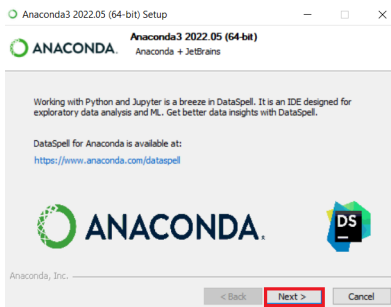 Anaconda3 2022.05 (64-bit) Setup
ANACONDA.
Anaconda3 2022.05 (64-bit)
Anaconda + JetBrains
Working with Python and Jupyter is a breeze in DataSpell. It is an IDE designed for
exploratory data analysis and ML. Get better data insights with DataSpell.
DataSpell for Anaconda is available at:
https://www.anaconda.com/dataspell
ANACONDA.
DS
Anaconda, Inc.
< Back Next > Cancel